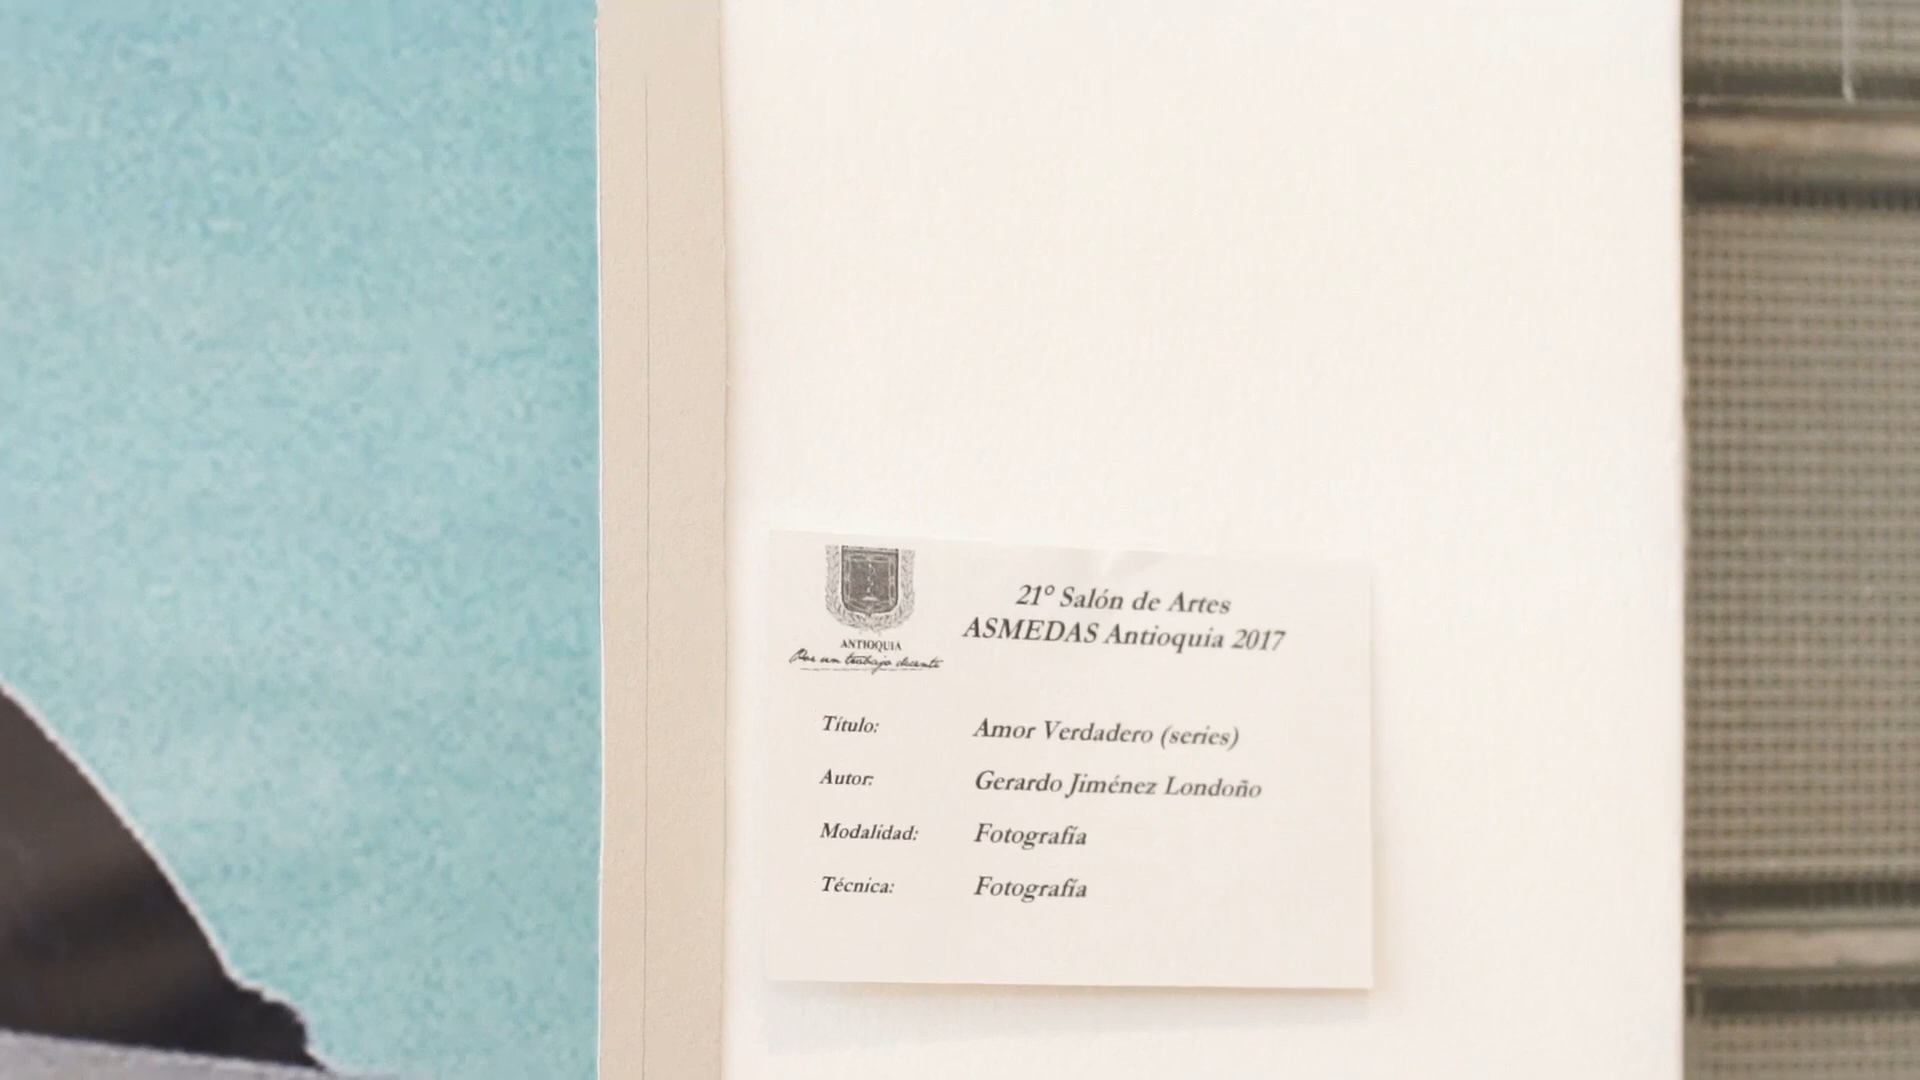 ANTIOQUIA
Por un trabajo decente
21° Salón de Artes
ASMEDAS Antioquia 2017
Título: Amor Verdadero (series)
Autor: Gerardo Jiménez Londoño
Modalidad: Fotografía
Técnica: Fotografía